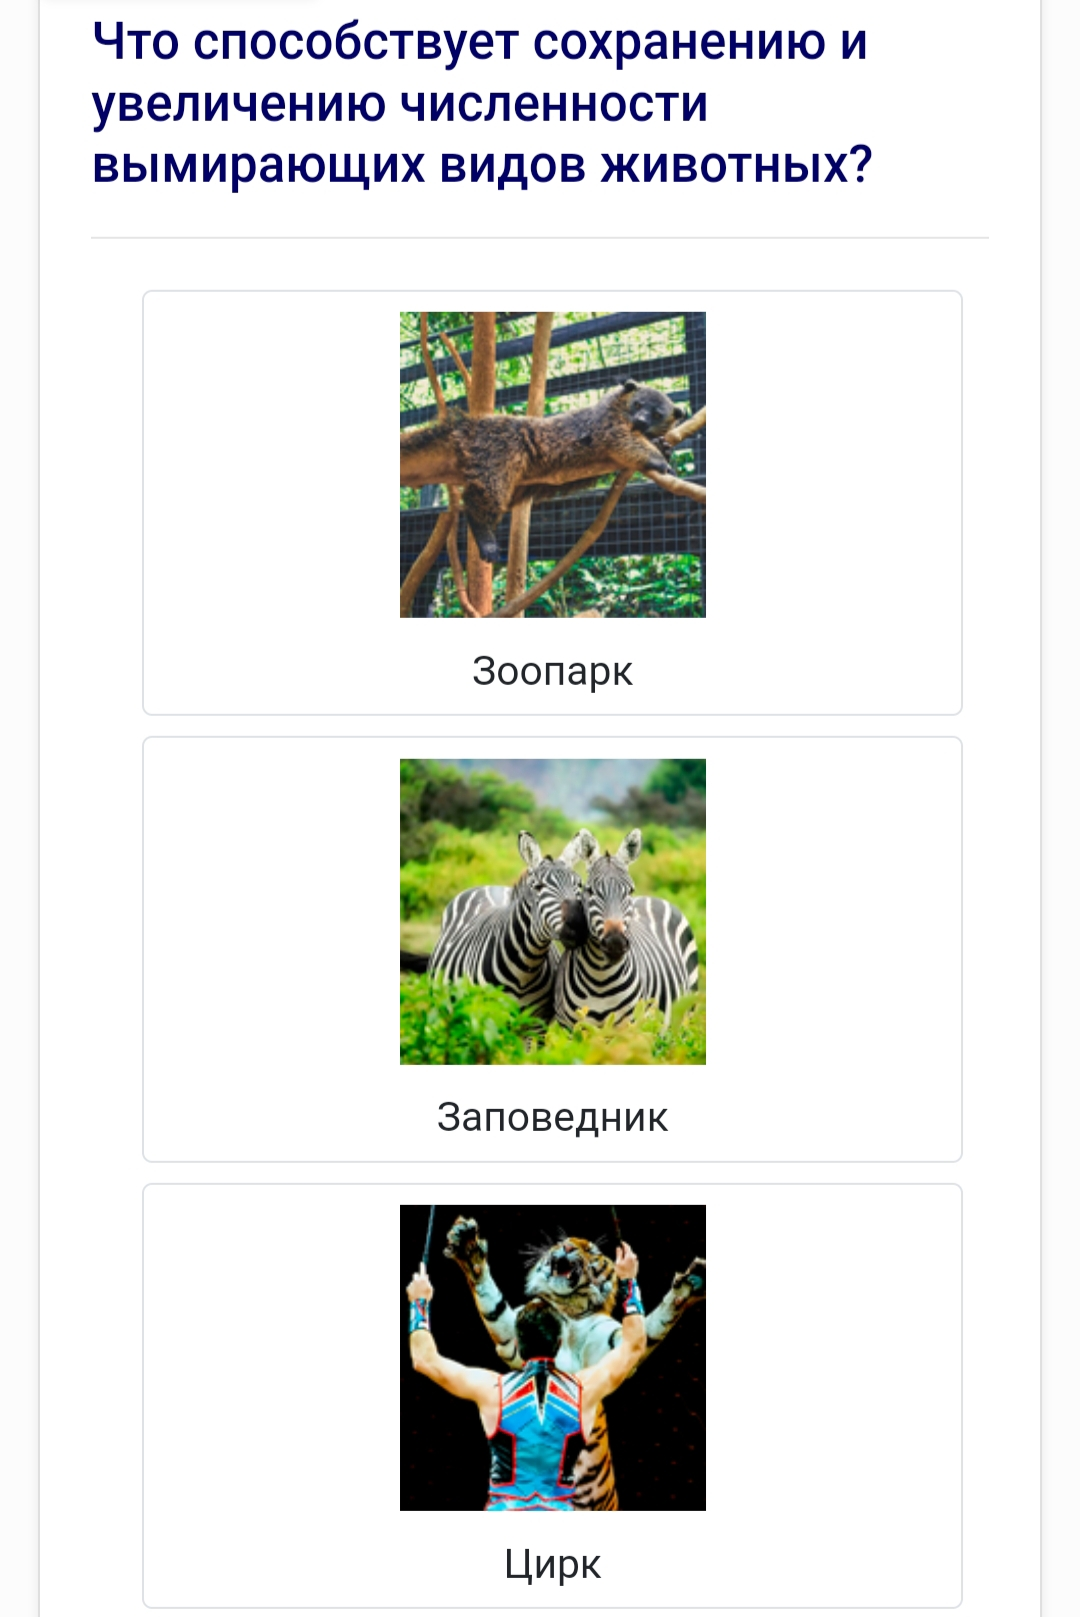 Что способствует сохранению и
увеличению численности
вымирающих видов животных?
Зоопарк
Заповедник
Цирк